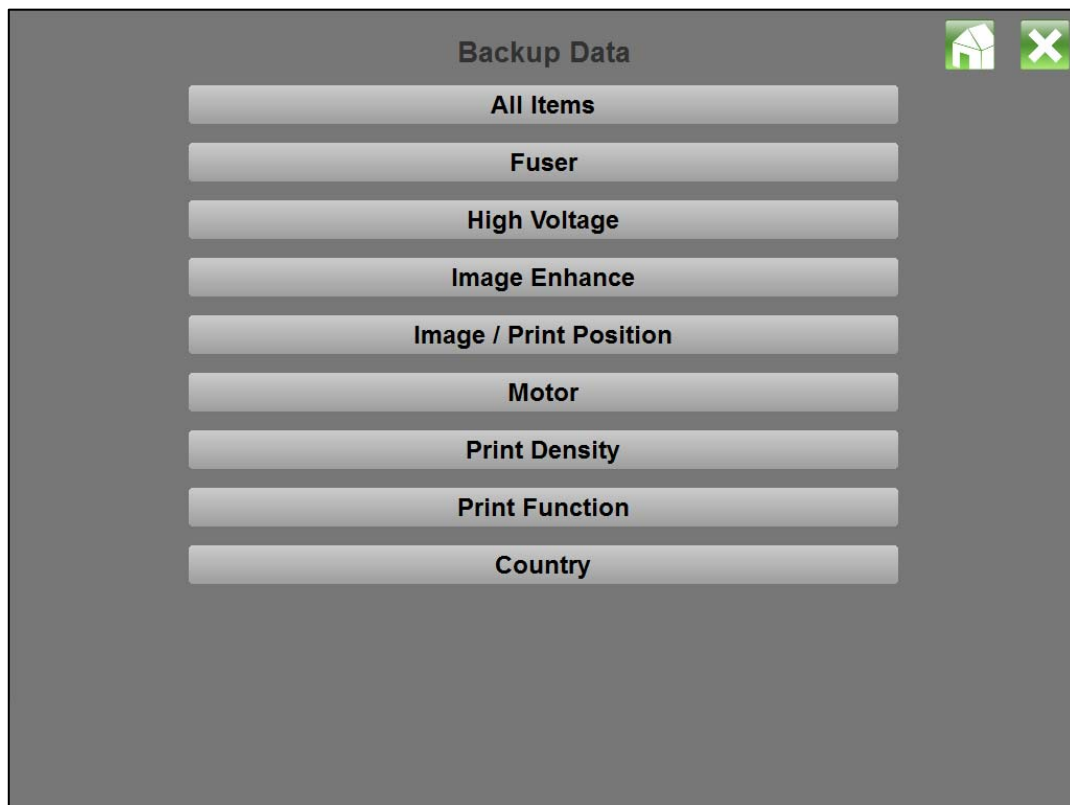 Backup Data
All Items
Fuser
High Voltage
Image Enhance
Image / Print Position
Motor
Print Density
Print Function
Country